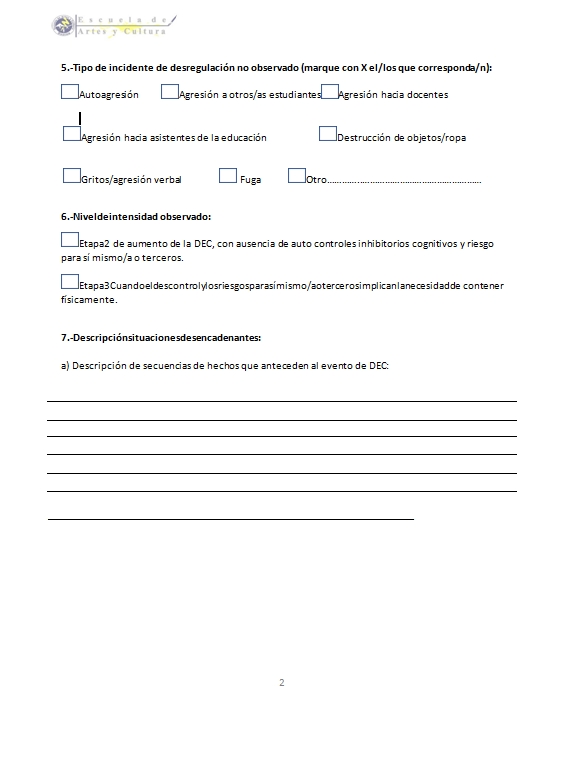 Escuela de
Artes y Cultura
5.-Tipo de incidente de desregulación no observado (marque con X el/los que corresponda/n):
Autoagresión Agresión a otros/as estudiantes Agresión hacia docentes
Agresión hacia asistentes de la educación Destrucción de objetos/ropa
Gritos/agresión verbal Fuga Otro..............................................................
6.-Niveldeintensidad observado:
Etapa2 de aumento de la DEC, con ausencia de auto controles inhibitorios cognitivos y riesgo
para sí mismo/a o terceros.
Etapa3Cuandoeldescontrolylosriesgosparasímismo/aotercerosimplicanlanecesidadde contener
físicamente.
7.-Descripciónsituacionesdesencadenantes:
a) Descripción de secuencias de hechos que anteceden al evento de DEC:
2